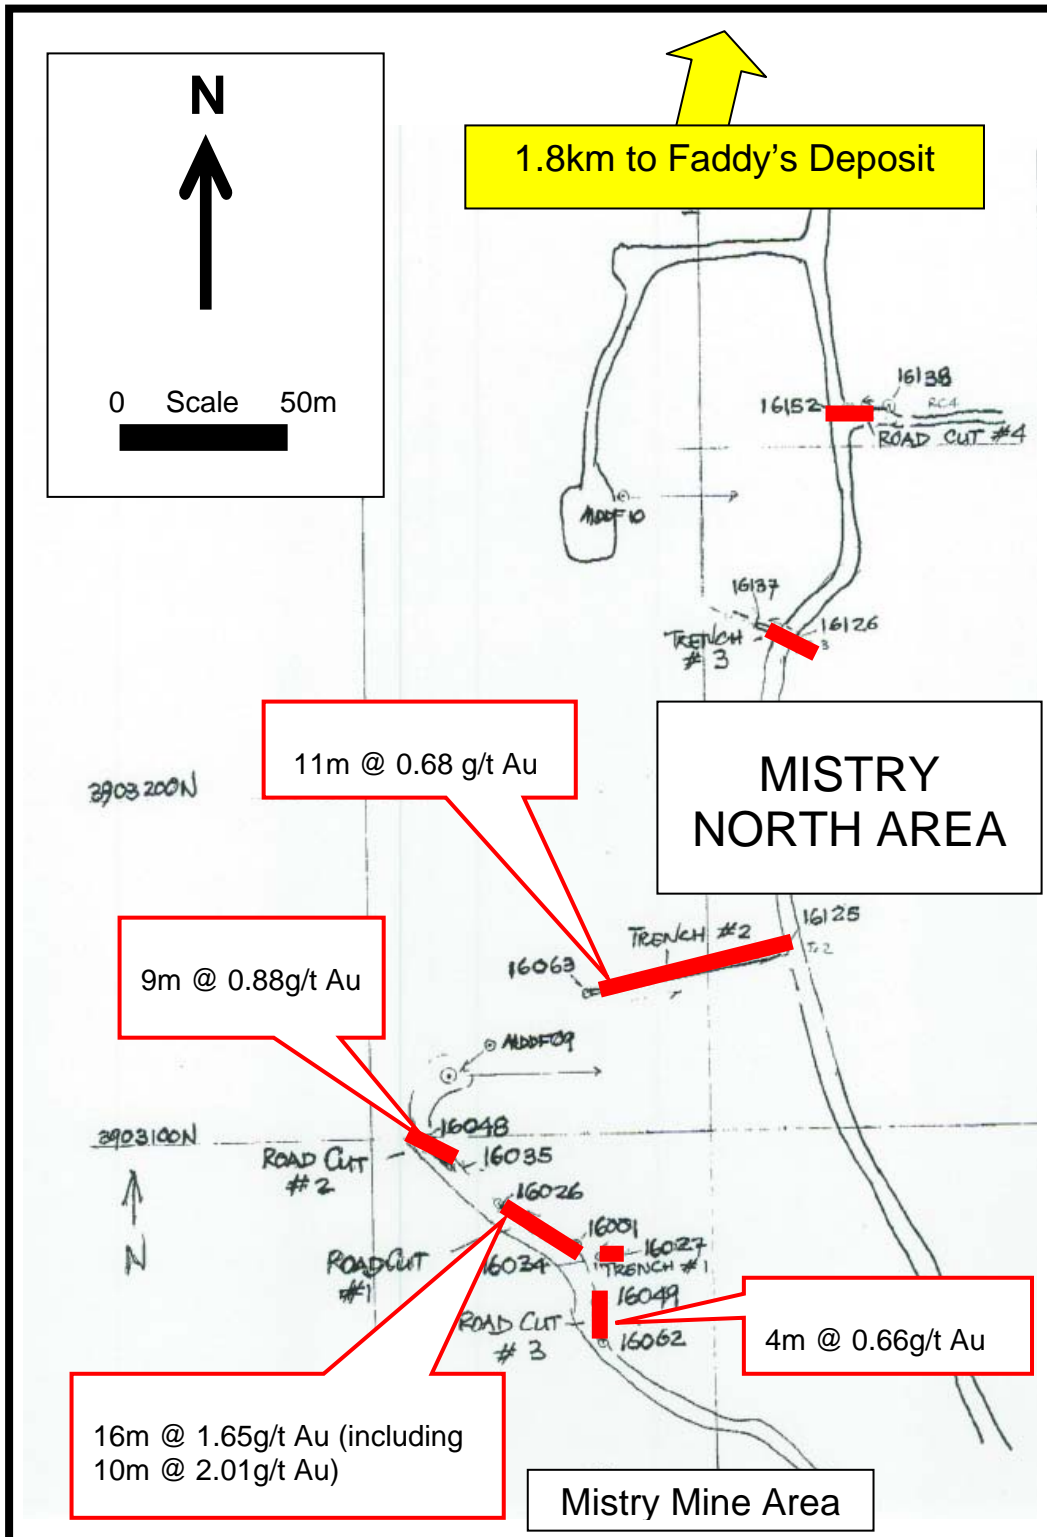 N
0 Scale 50m
1.8km to Faddy's Deposit
16138
RC4
16152
ROAD CUT #4
MDDF10
16137
16126
3
TRENCH
# 3
MISTRY
NORTH AREA
11m @ 0.68 g/t Au
3903200N
16125
TRENCH #2
Tr2
16063
9m @ 0.88g/t Au
MDDF09
16048
3903100N
ROAD CUT
# 2
16035
N
16026
16001
16027
ROAD CUT
#1
16034
TRENCH #1
16049
ROAD CUT
# 3
16062
4m @ 0.66g/t Au
16m @ 1.65g/t Au (including
10m @ 2.01g/t Au)
Mistry Mine Area